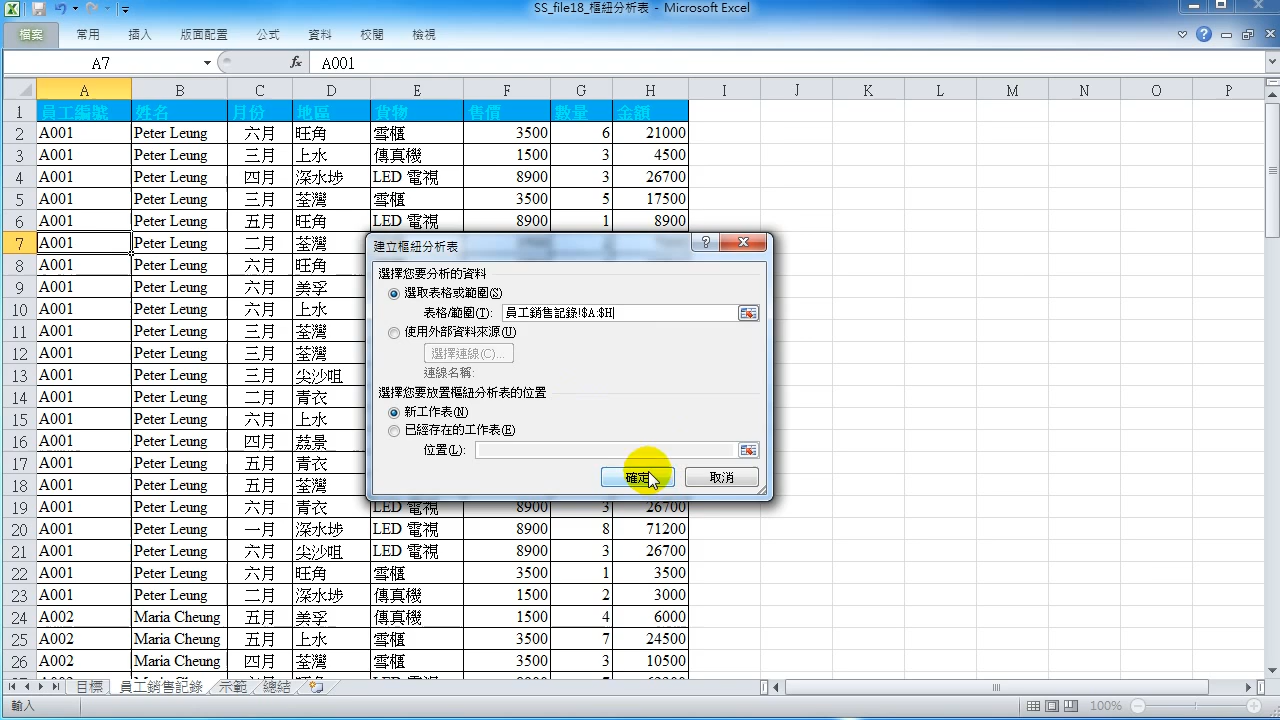 SS_file18_樞紐分析表 - Microsoft Excel
檔案 常用 插入 版面配置 公式 資料 校閱 檢視
A7 fx A001
A B C D E F G H I J K L M N O P
1 員工編號 姓名 月份 地區 貨物 售價 數量 金額
2 A001 Peter Leung 六月 旺角 雪櫃 3500 6 21000
3 A001 Peter Leung 三月 上水 傳真機 1500 3 4500
4 A001 Peter Leung 四月 深水埗 LED 電視 8900 3 26700
5 A001 Peter Leung 三月 荃灣 雪櫃 3500 5 17500
6 A001 Peter Leung 五月 旺角 LED 電視 8900 1 8900
7 A001 Peter Leung 二月 荃灣
8 A001 Peter Leung 六月 旺角
9 A001 Peter Leung 六月 美孚
10 A001 Peter Leung 六月 上水
11 A001 Peter Leung 三月 荃灣
12 A001 Peter Leung 三月 荃灣
13 A001 Peter Leung 三月 尖沙咀
14 A001 Peter Leung 二月 青衣
15 A001 Peter Leung 六月 上水
16 A001 Peter Leung 四月 荔景
17 A001 Peter Leung 五月 青衣
18 A001 Peter Leung 五月 荃灣
19 A001 Peter Leung 六月 青衣 LED 電視 8900 3 26700
20 A001 Peter Leung 一月 深水埗 LED 電視 8900 8 71200
21 A001 Peter Leung 六月 尖沙咀 LED 電視 8900 3 26700
22 A001 Peter Leung 六月 旺角 雪櫃 3500 1 3500
23 A001 Peter Leung 二月 深水埗 傳真機 1500 2 3000
24 A002 Maria Cheung 五月 美孚 傳真機 1500 4 6000
25 A002 Maria Cheung 五月 上水 雪櫃 3500 7 24500
26 A002 Maria Cheung 四月 荃灣 雪櫃 3500 3 10500
建立樞紐分析表
選擇您要分析的資料
選取表格或範圍(S)
表格/範圍(T): 員工銷售記錄!$A:$H
使用外部資料來源(U)
選擇連線(C)...
連線名稱:
選擇您要放置樞紐分析表的位置
新工作表(N)
已經存在的工作表(E)
位置(L):
確定 取消
目標 員工銷售記錄 示範 總結
輸入 100%